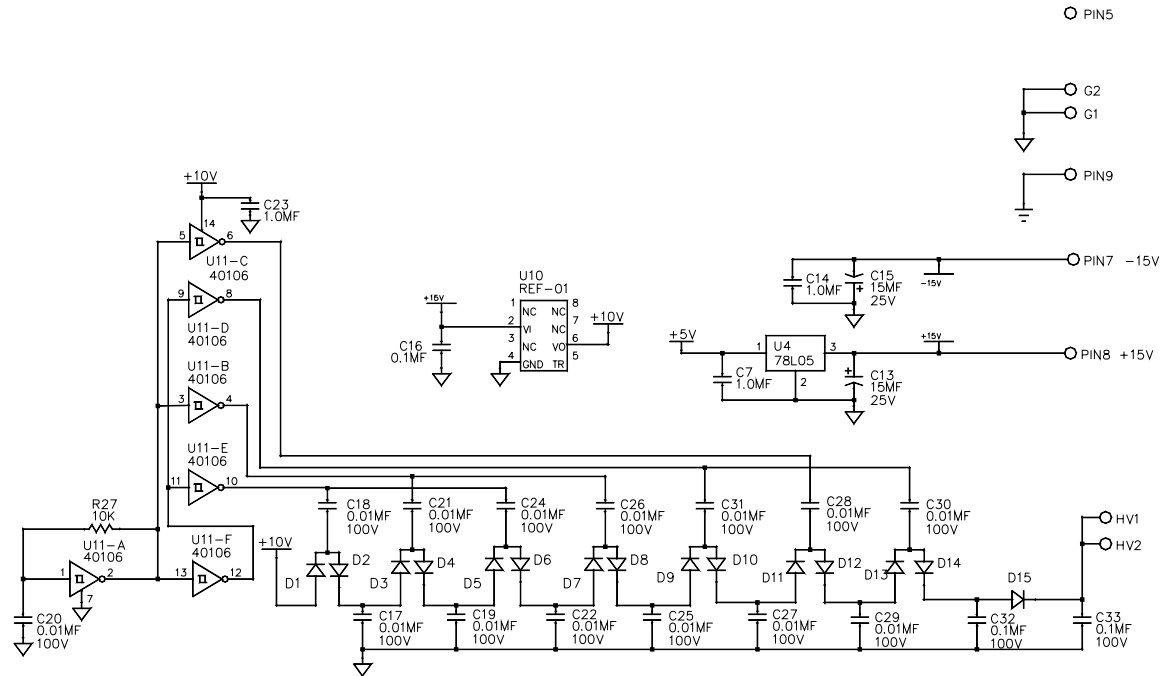 PIN5
G2
G1
PIN9
+10V
C23
1.0MF
14
5
6
U11-C
40106
9
8
U11-D
40106
U11-B
40106
3
4
U11-E
40106
11
10
R27
10K
U11-A
40106
1
2
7
C20
0.01MF
100V
U11-F
40106
13
12
+15V
C16
0.1MF
U10
REF-01
1
NC
NC
8
2
VI
NC
7
3
NC
VO
6
4
GND
TR
5
+10V
C14
1.0MF
C15
15MF
25V
+
-15V
PIN7 -15V
+5V
1
U4
78L05
3
2
C7
1.0MF
+
C13
15MF
25V
+15V
PIN8 +15V
C18
0.01MF
100V
C21
0.01MF
100V
C24
0.01MF
100V
C26
0.01MF
100V
C31
0.01MF
100V
C28
0.01MF
100V
C30
0.01MF
100V
HV1
HV2
+10V
D1
D2
D3
D4
D5
D6
D7
D8
D9
D10
D11
D12
D13
D14
D15
C17
0.01MF
100V
C19
0.01MF
100V
C22
0.01MF
100V
C25
0.01MF
100V
C27
0.01MF
100V
C29
0.01MF
100V
C32
0.1MF
100V
C33
0.1MF
100V